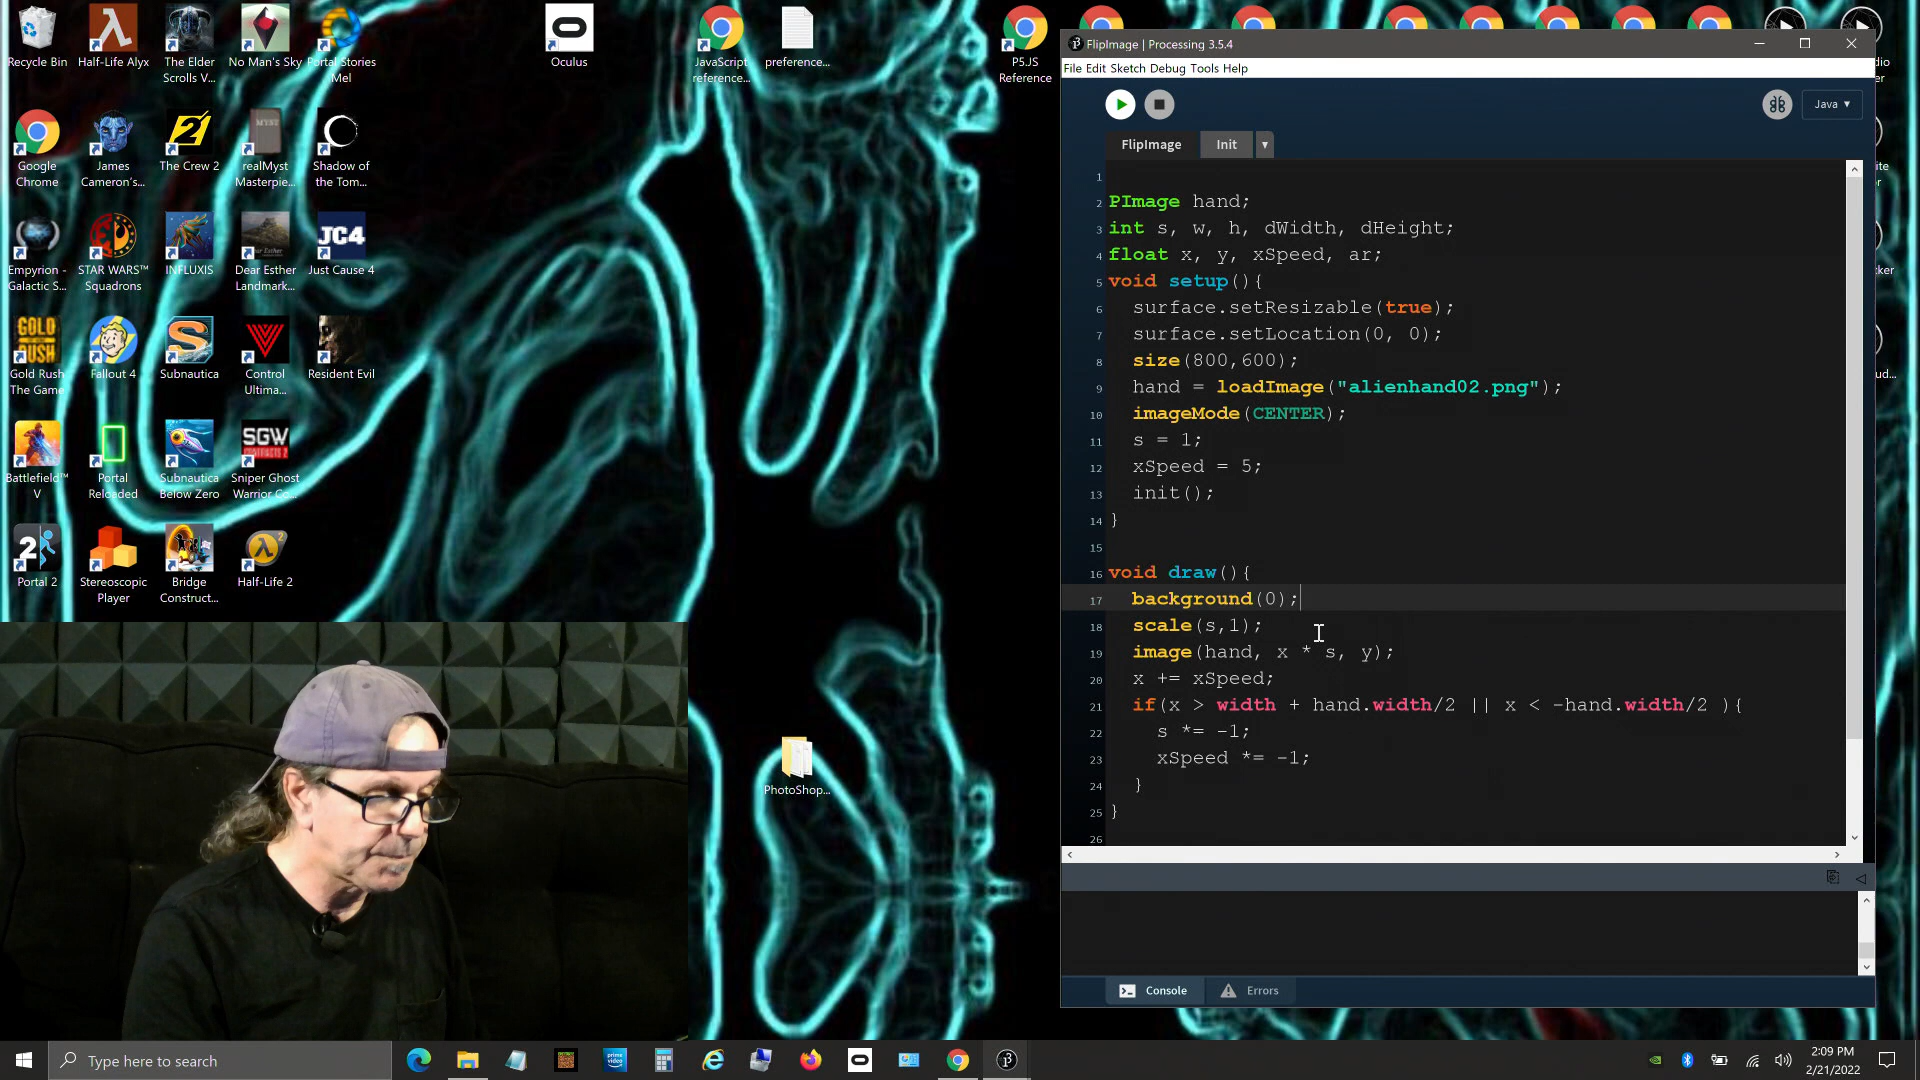 Recycle Bin
Half-Life Alyx
The Elder
Scrolls V...
No Man's Sky
Portal Stories
Mel
Oculus
JavaScript
reference...
preference...
P5.JS
Reference
Google
Chrome
James
Cameron's...
The Crew 2
MYST
realMyst
Masterpie...
Shadow of
the Tom...
Empyrion -
Galactic S...
STAR WARS™
Squadrons
INFLUXIS
Dear Esther
Landmark...
JC4
Just Cause 4
GOLD
RUSH
Gold Rush
The Game
Fallout 4
Subnautica
Control
Ultima...
Resident Evil
Battlefield™
V
Portal
Reloaded
Subnautica
Below Zero
SGW
Sniper Ghost
Warrior Co...
Portal 2
Stereoscopic
Player
Bridge
Construct...
Half-Life 2
PhotoShop...
FlipImage | Processing 3.5.4
File Edit Sketch Debug Tools Help
Java ▾
FlipImage
Init
1
2 PImage hand;
3 int s, w, h, dWidth, dHeight;
4 float x, y, xSpeed, ar;
5 void setup(){
6 surface.setResizable(true);
7 surface.setLocation(0, 0);
8 size(800,600);
9 hand = loadImage("alienhand02.png");
10 imageMode(CENTER);
11 s = 1;
12 xSpeed = 5;
13 init();
14 }
15
16 void draw(){
17 background(0);
18 scale(s,1);
19 image(hand, x * s, y);
20 x += xSpeed;
21 if(x > width + hand.width/2 || x < -hand.width/2 ){
22 s *= -1;
23 xSpeed *= -1;
24 }
25 }
26
Console
Errors
Type here to search
prime
video
2:09 PM
2/21/2022